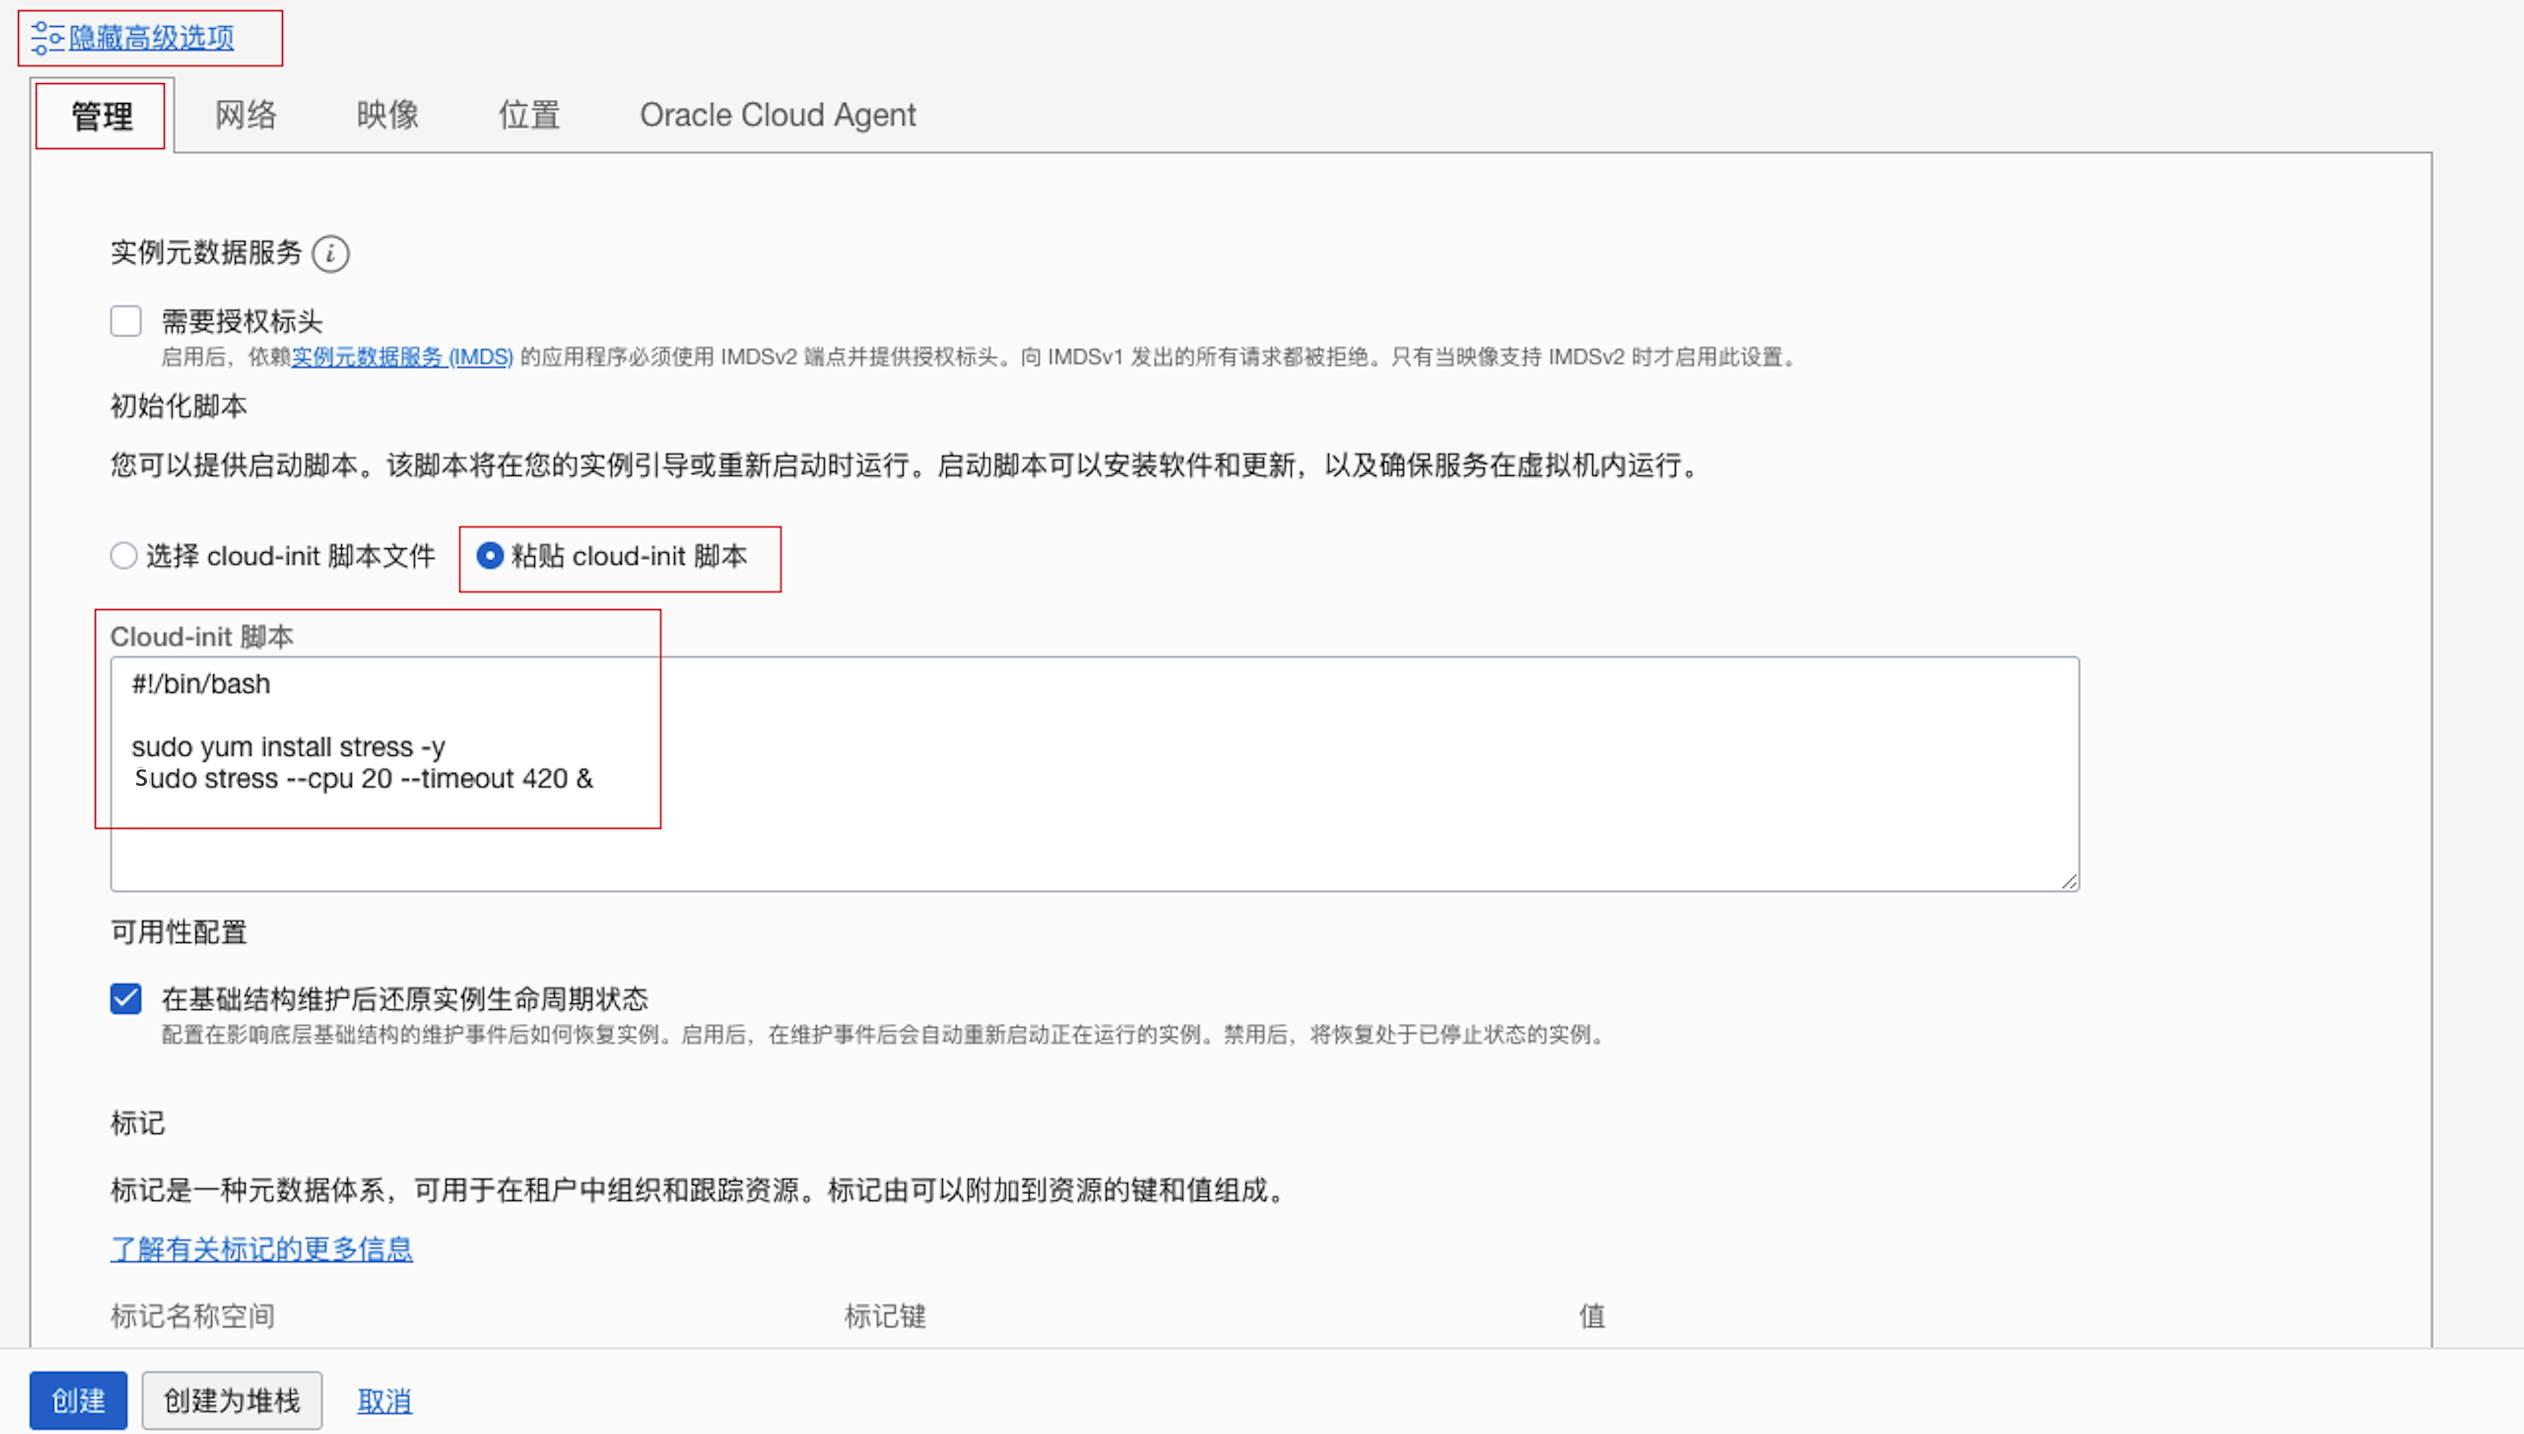 隐藏高级选项
管理 网络 映像 位置 Oracle Cloud Agent
实例元数据服务 i
需要授权标头
启用后，依赖实例元数据服务 (IMDS) 的应用程序必须使用 IMDSv2 端点并提供授权标头。向 IMDSv1 发出的所有请求都被拒绝。只有当映像支持 IMDSv2 时才启用此设置。
初始化脚本
您可以提供启动脚本。该脚本将在您的实例引导或重新启动时运行。启动脚本可以安装软件和更新，以及确保服务在虚拟机内运行。
选择 cloud-init 脚本文件 粘贴 cloud-init 脚本
Cloud-init 脚本
#!/bin/bash
sudo yum install stress -y
sudo stress --cpu 20 --timeout 420 &
可用性配置
在基础结构维护后还原实例生命周期状态
配置在影响底层基础结构的维护事件后如何恢复实例。启用后，在维护事件后会自动重新启动正在运行的实例。禁用后，将恢复处于已停止状态的实例。
标记
标记是一种元数据体系，可用于在租户中组织和跟踪资源。标记由可以附加到资源的键和值组成。
了解有关标记的更多信息
标记名称空间 标记键 值
创建 创建为堆栈 取消